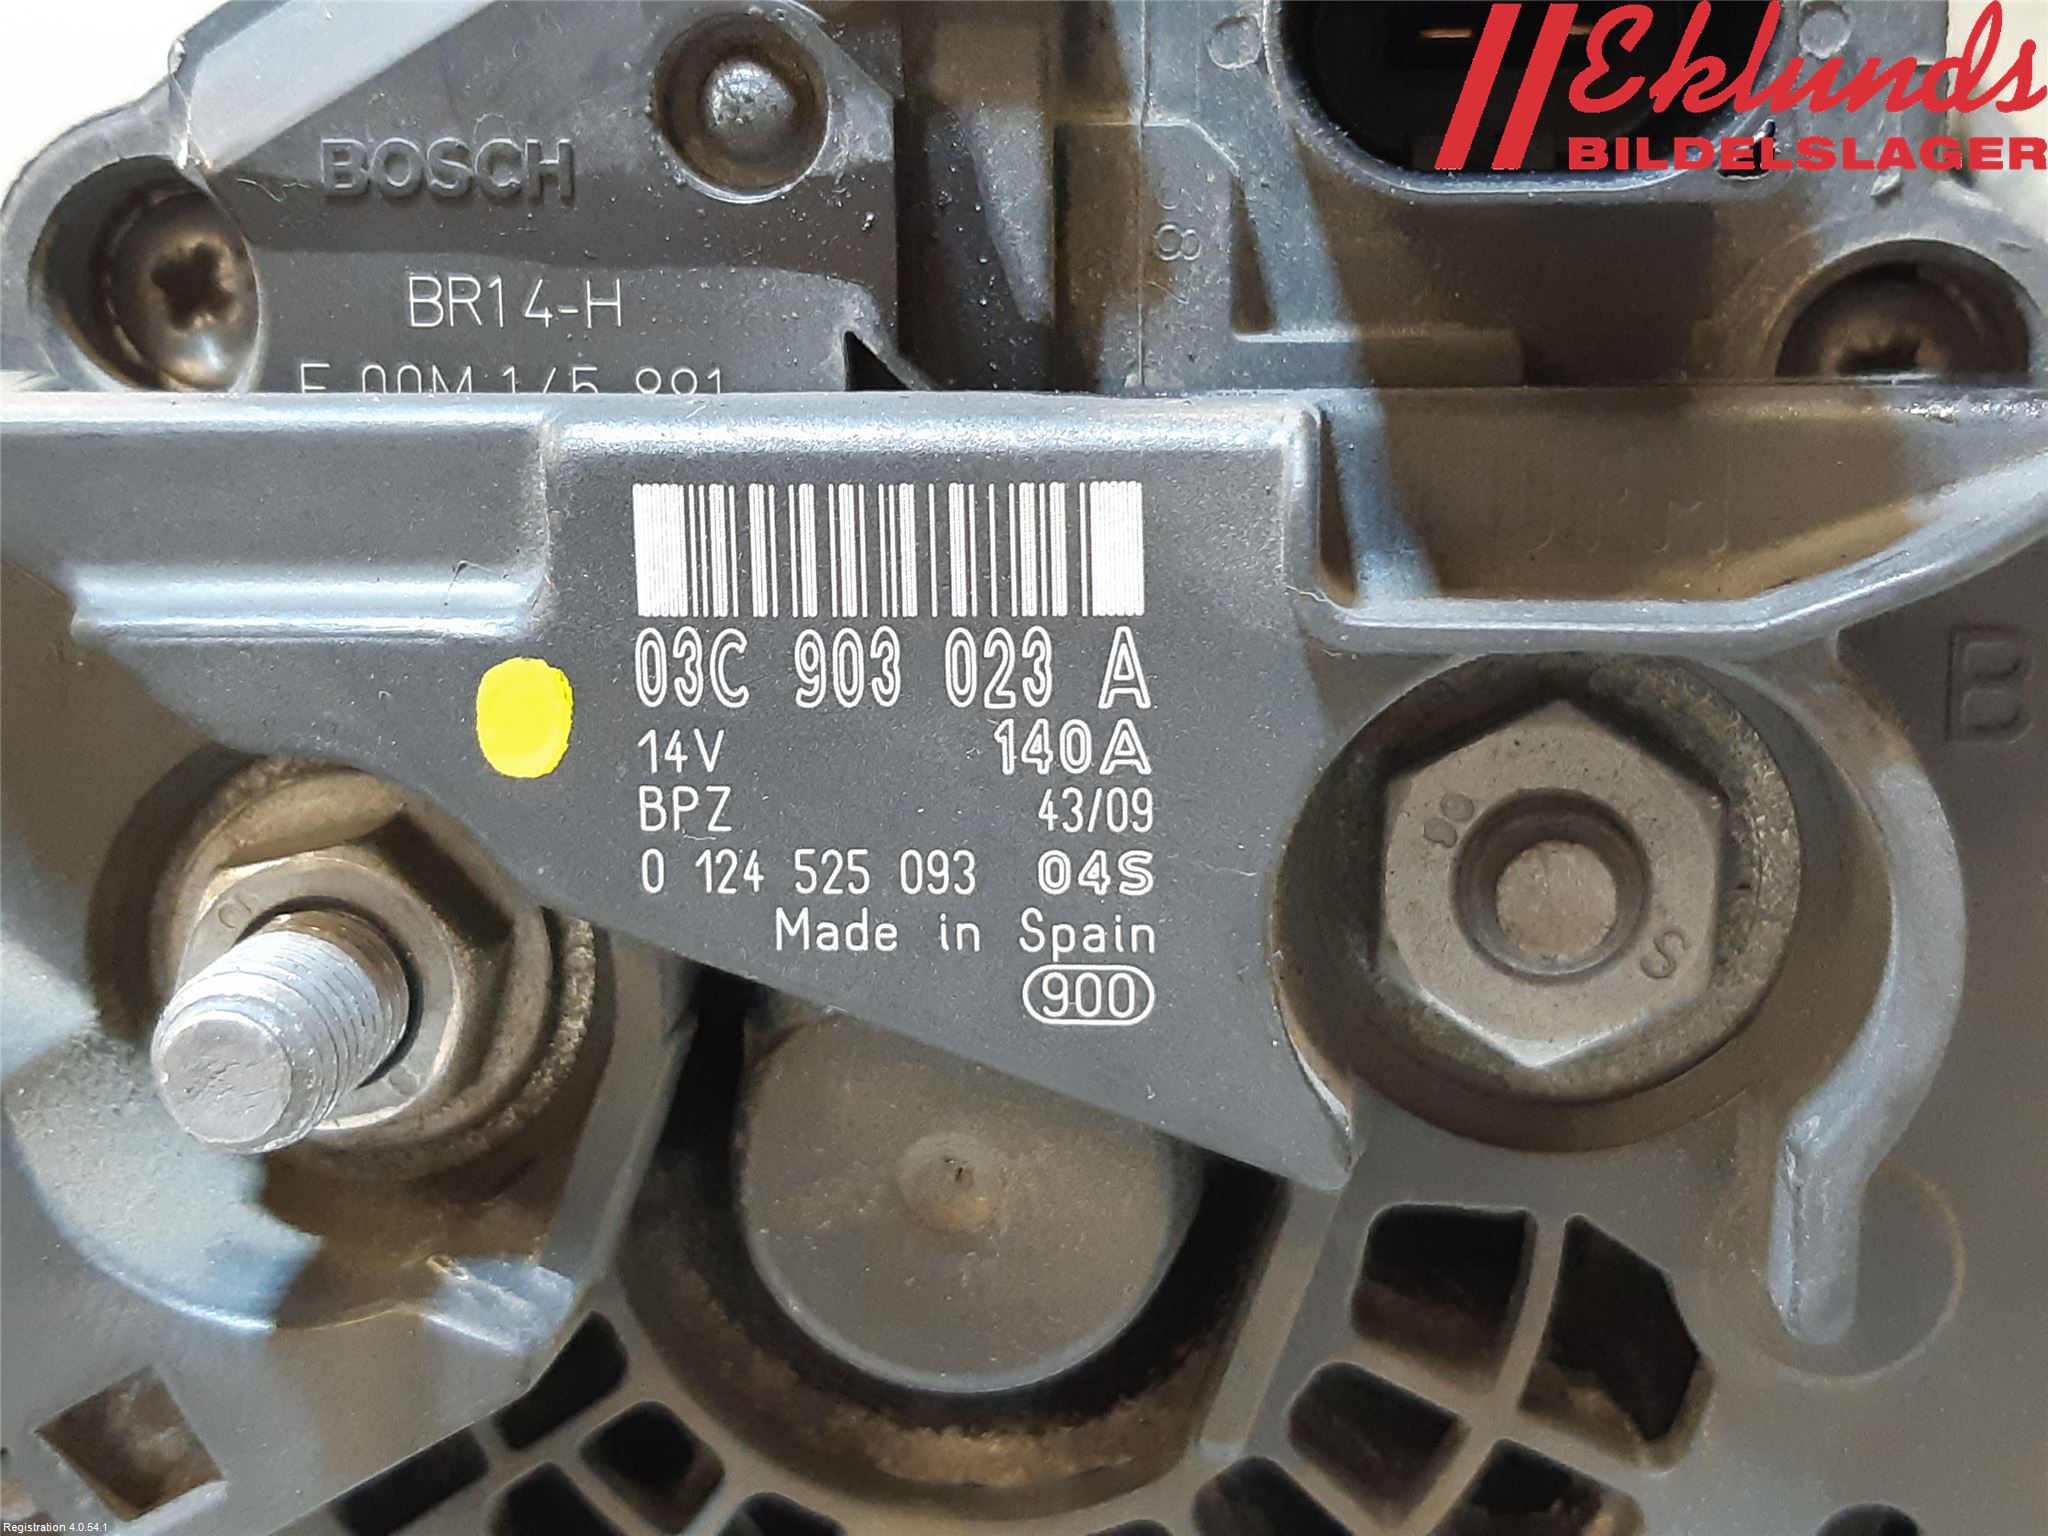 Eklunds
BILDELSLAGER
BOSCH
BR14-H
03C 903 023 A
14V 140A
BPZ 43/09
0 124 525 093 04S
Made in Spain
900
B
Registration 4.0.54.1